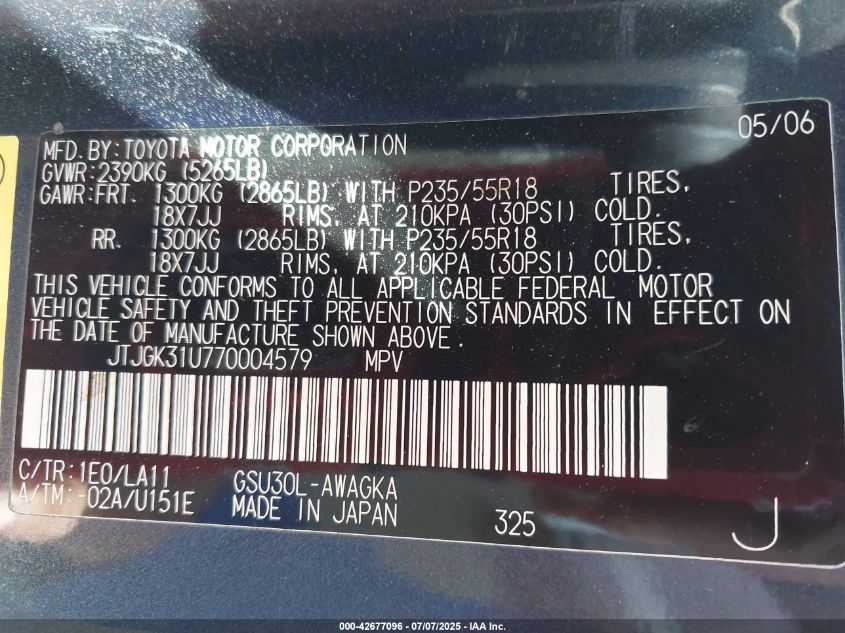 05/06
MFD.BY:TOYOTA MOTOR CORPORATION
GVWR:2390KG (5265LB)
GAWR:FRT. 1300KG (2865LB) WITH P235/55R18 TIRES,
18X7JJ RIMS, AT 210KPA (30PSI) COLD.
RR. 1300KG (2865LB) WITH P235/55R18 TIRES,
18X7JJ RIMS, AT 210KPA (30PSI) COLD.
THIS VEHICLE CONFORMS TO ALL APPLICABLE FEDERAL MOTOR
VEHICLE SAFETY AND THEFT PREVENTION STANDARDS IN EFFECT ON
THE DATE OF MANUFACTURE SHOWN ABOVE.
JTJGK31U770004579 MPV
C/TR:1E0/LA11 GSU30L-AWAGKA
A/TM:-02A/U151E MADE IN JAPAN 325 J
000-42677096 - 07/07/2025 - IAA Inc.